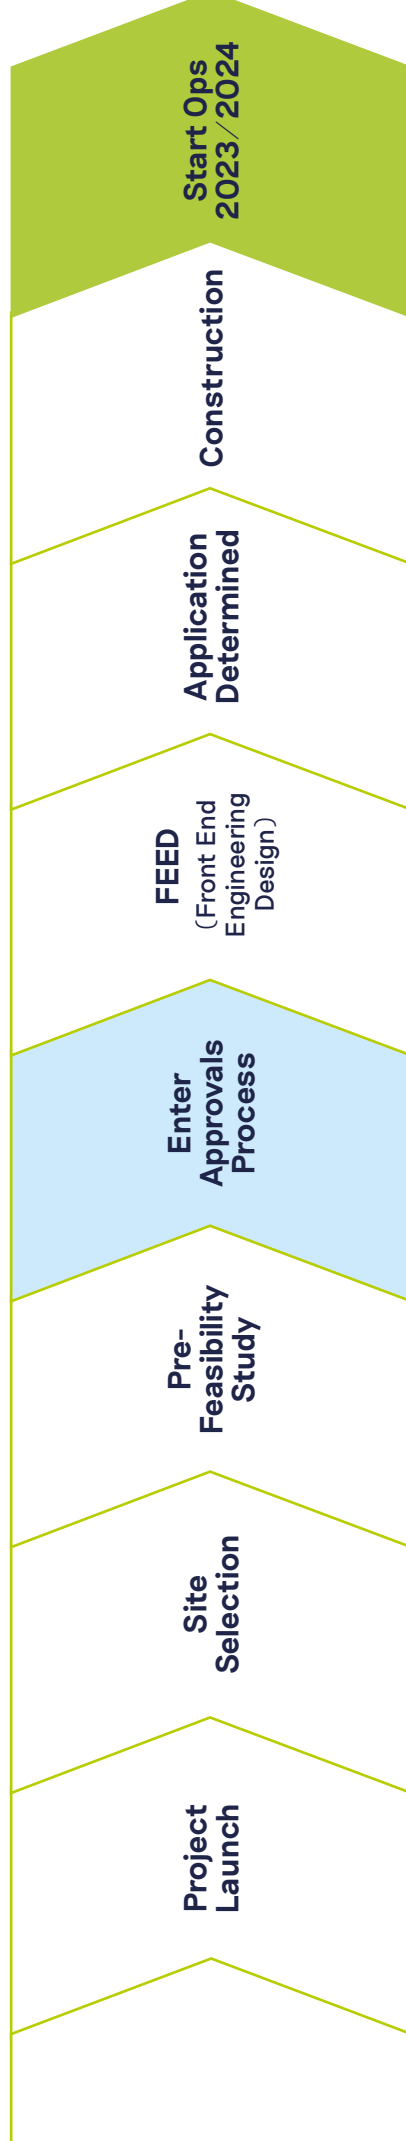 Project
Launch
Site
Selection
Pre-
Feasibility
Study
Enter
Approvals
Process
FEED
(Front End
Engineering
Design)
Application
Determined
Construction
Start Ops
2023/2024